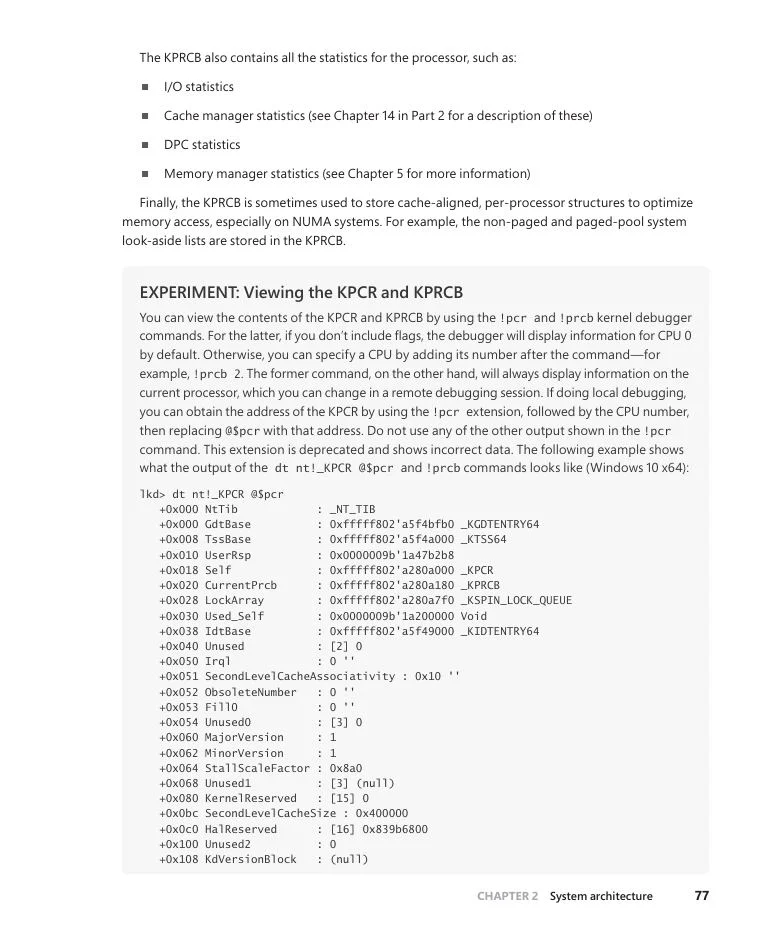 The KPRCB also contains all the statistics for the processor, such as:
■ I/O statistics
■ Cache manager statistics (see Chapter 14 in Part 2 for a description of these)
■ DPC statistics
■ Memory manager statistics (see Chapter 5 for more information)
Finally, the KPRCB is sometimes used to store cache-aligned, per-processor structures to optimize
memory access, especially on NUMA systems. For example, the non-paged and paged-pool system
look-aside lists are stored in the KPRCB.
EXPERIMENT: Viewing the KPCR and KPRCB
You can view the contents of the KPCR and KPRCB by using the !pcr and !prcb kernel debugger
commands. For the latter, if you don’t include flags, the debugger will display information for CPU 0
by default. Otherwise, you can specify a CPU by adding its number after the command—for
example, !prcb 2. The former command, on the other hand, will always display information on the
current processor, which you can change in a remote debugging session. If doing local debugging,
you can obtain the address of the KPCR by using the !pcr extension, followed by the CPU number,
then replacing @$pcr with that address. Do not use any of the other output shown in the !pcr
command. This extension is deprecated and shows incorrect data. The following example shows
what the output of the dt nt!_KPCR @$pcr and !prcb commands looks like (Windows 10 x64):
lkd> dt nt!_KPCR @$pcr
+0x000 NtTib : _NT_TIB
+0x000 GdtBase : 0xfffff802'a5f4bfb0 _KGDTENTRY64
+0x008 TssBase : 0xfffff802'a5f4a000 _KTSS64
+0x010 UserRsp : 0x0000009b'1a47b2b8
+0x018 Self : 0xfffff802'a280a000 _KPCR
+0x020 CurrentPrcb : 0xfffff802'a280a180 _KPRCB
+0x028 LockArray : 0xfffff802'a280a7f0 _KSPIN_LOCK_QUEUE
+0x030 Used_Self : 0x0000009b'1a200000 Void
+0x038 IdtBase : 0xfffff802'a5f49000 _KIDTENTRY64
+0x040 Unused : [2] 0
+0x050 Irql : 0 ''
+0x051 SecondLevelCacheAssociativity : 0x10 ''
+0x052 ObsoleteNumber : 0 ''
+0x053 Fill0 : 0 ''
+0x054 Unused0 : [3] 0
+0x060 MajorVersion : 1
+0x062 MinorVersion : 1
+0x064 StallScaleFactor : 0x8a0
+0x068 Unused1 : [3] (null)
+0x080 KernelReserved : [15] 0
+0x0bc SecondLevelCacheSize : 0x400000
+0x0c0 HalReserved : [16] 0x839b6800
+0x100 Unused2 : 0
+0x108 KdVersionBlock : (null)
CHAPTER 2 System architecture 77